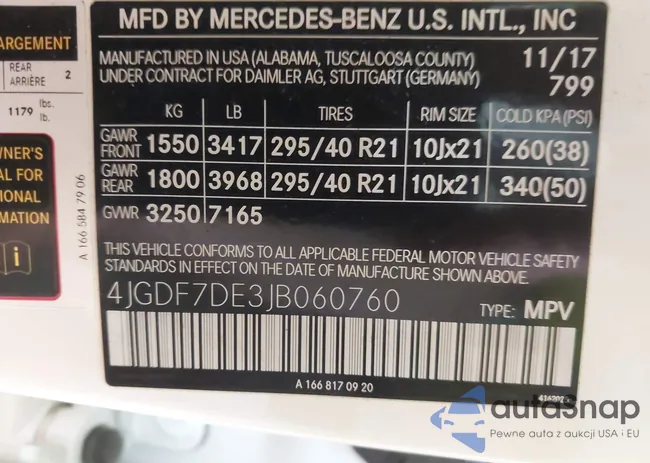 ARGEMENT
REAR
ARRIÈRE 2
1179 lbs.
lb.
WNER'S
AL FOR
IONAL
RMATION
i
A 166 584 79 06
MFD BY MERCEDES-BENZ U.S. INTL., INC
MANUFACTURED IN USA (ALABAMA, TUSCALOOSA COUNTY) 11/17
UNDER CONTRACT FOR DAIMLER AG, STUTTGART (GERMANY) 799
KG LB TIRES RIM SIZE COLD KPA (PSI)
GAWR FRONT 1550 3417 295/40 R21 10Jx21 260(38)
GAWR REAR 1800 3968 295/40 R21 10Jx21 340(50)
GVWR 3250 7165
THIS VEHICLE CONFORMS TO ALL APPLICABLE FEDERAL MOTOR VEHICLE SAFETY
STANDARDS IN EFFECT ON THE DATE OF MANUFACTURE SHOWN ABOVE.
4JGDF7DE3JB060760 TYPE: MPV
A 166 817 09 20
autosnap
Pewne auta z aukcji USA i EU